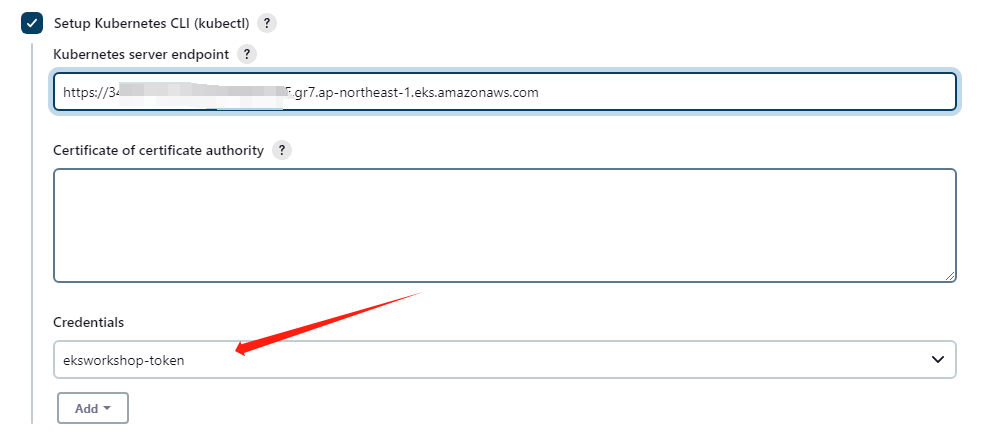 Setup Kubernetes CLI (kubectl) ?
Kubernetes server endpoint ?
https://34 .gr7.ap-northeast-1.eks.amazonaws.com
Certificate of certificate authority ?
Credentials
eksworkshop-token
Add